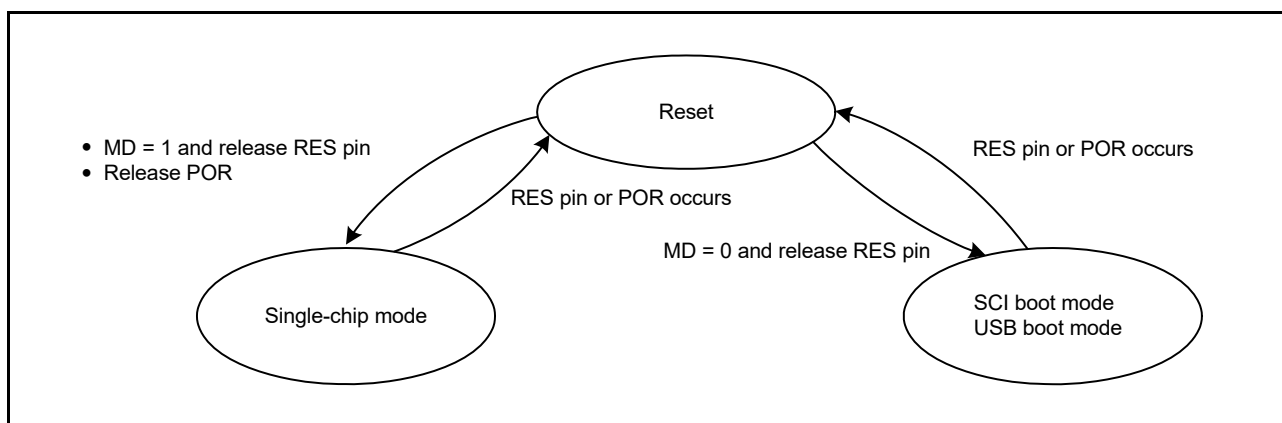 Reset
• MD = 1 and release RES pin
• Release POR
RES pin or POR occurs
RES pin or POR occurs
MD = 0 and release RES pin
Single-chip mode
SCI boot mode
USB boot mode